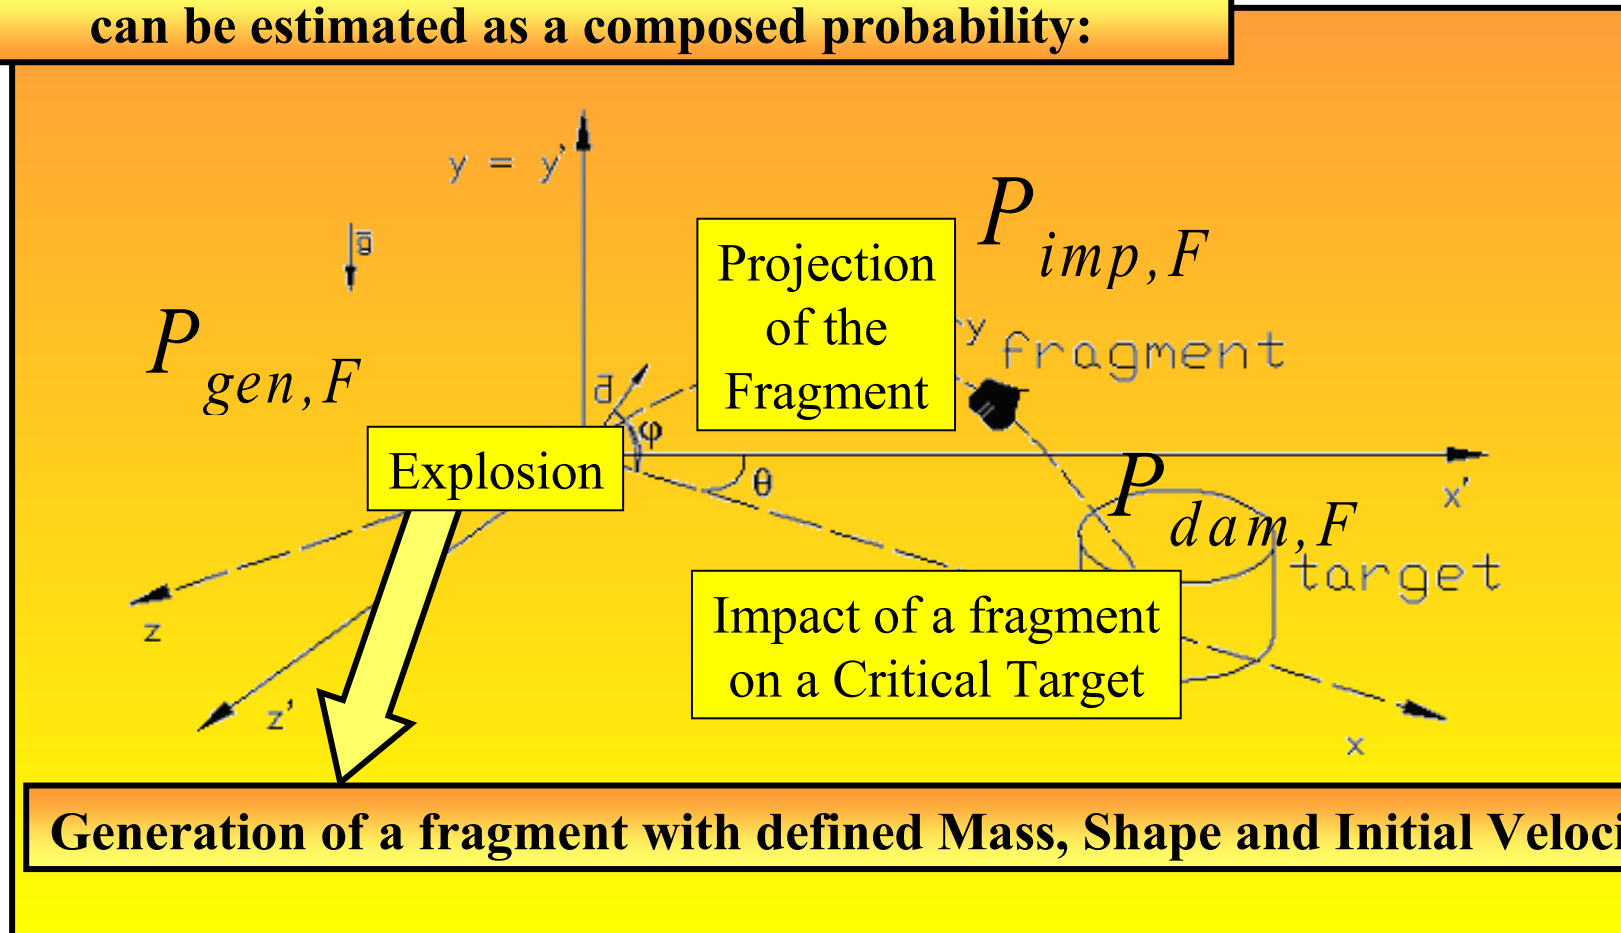 can be estimated as a composed probability:
y = y'
g
P gen,F
Projection
of the
Fragment
P imp,F
y
fragment
d
φ
Explosion
θ
x'
P dam,F
target
Impact of a fragment
on a Critical Target
z
z'
x
Generation of a fragment with defined Mass, Shape and Initial Veloci